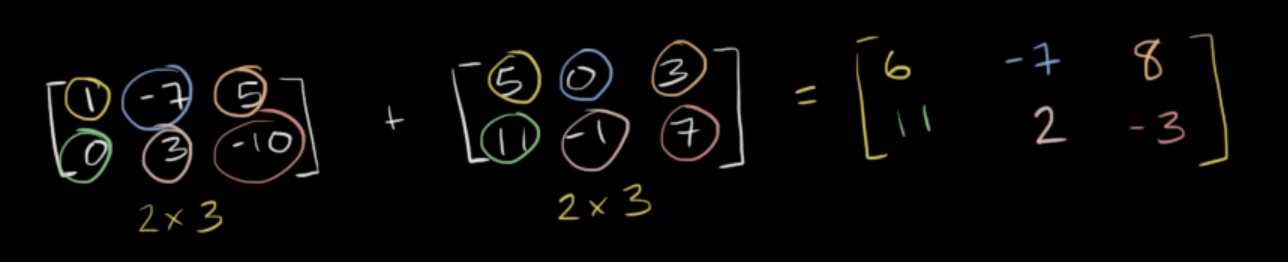 [1 -7 5] + [5 0 3] = [6 -7 8]
[0 3 -10] [11 -1 7] [11 2 -3]
2×3 2×3